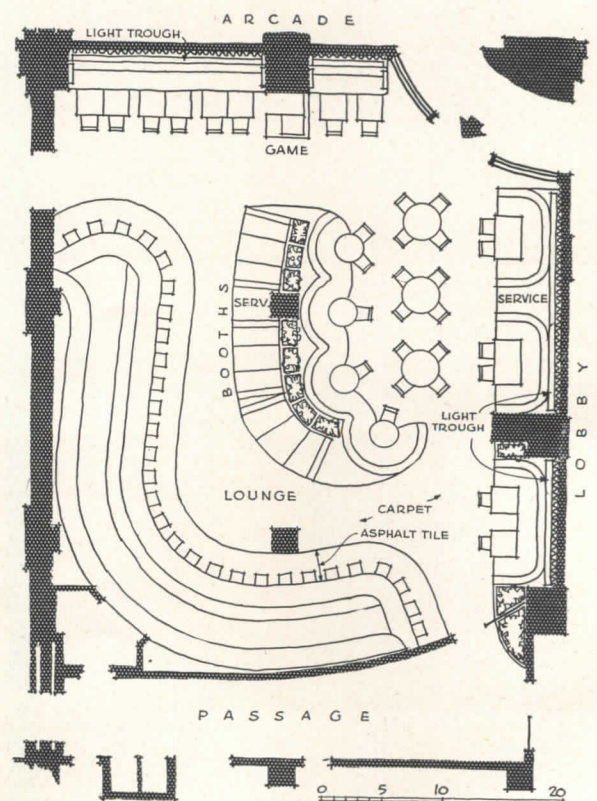 ARCADE
LIGHT TROUGH
GAME
BOOTHS
SERV
SERVICE
LIGHT
TROUGH
LOBBY
LOUNGE
CARPET
ASPHALT TILE
PASSAGE
0 5 10 20